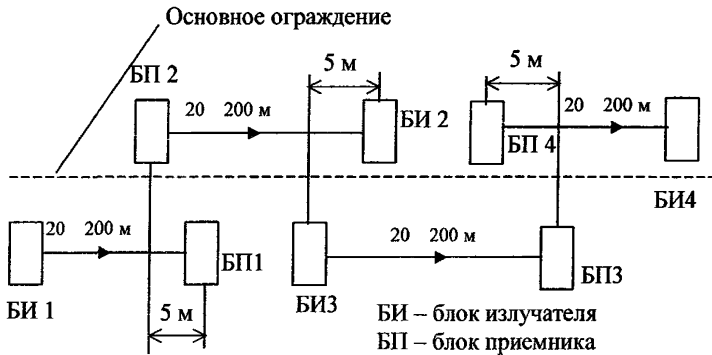 Основное ограждение
5 м
5 м
БП 2
20 200 м
БИ 2
20 200 м
БП 4
БИ4
20 200 м
БП1
20 200 м
БП3
БИ 1
5 м
БИ3
БИ – блок излучателя
БП – блок приемника